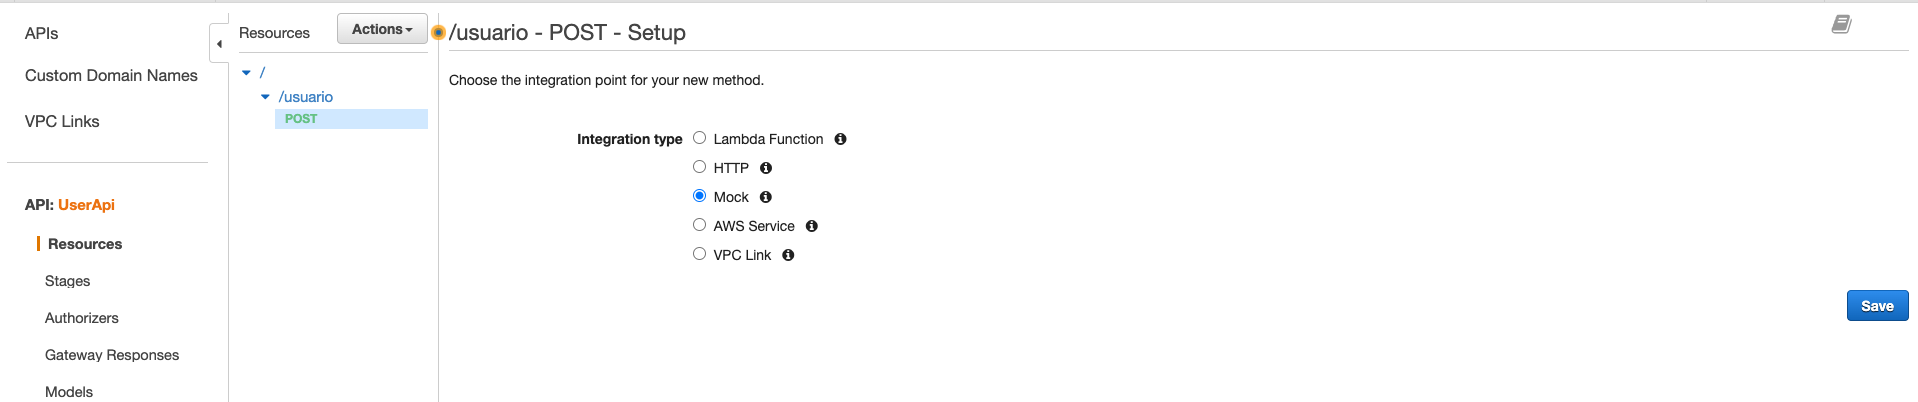 APIs
Custom Domain Names
VPC Links
API: UserApi
Resources
Stages
Authorizers
Gateway Responses
Models
Resources
Actions
/
/usuario
POST
/usuario - POST - Setup
Choose the integration point for your new method.
Integration type
Lambda Function
HTTP
Mock
AWS Service
VPC Link
Save